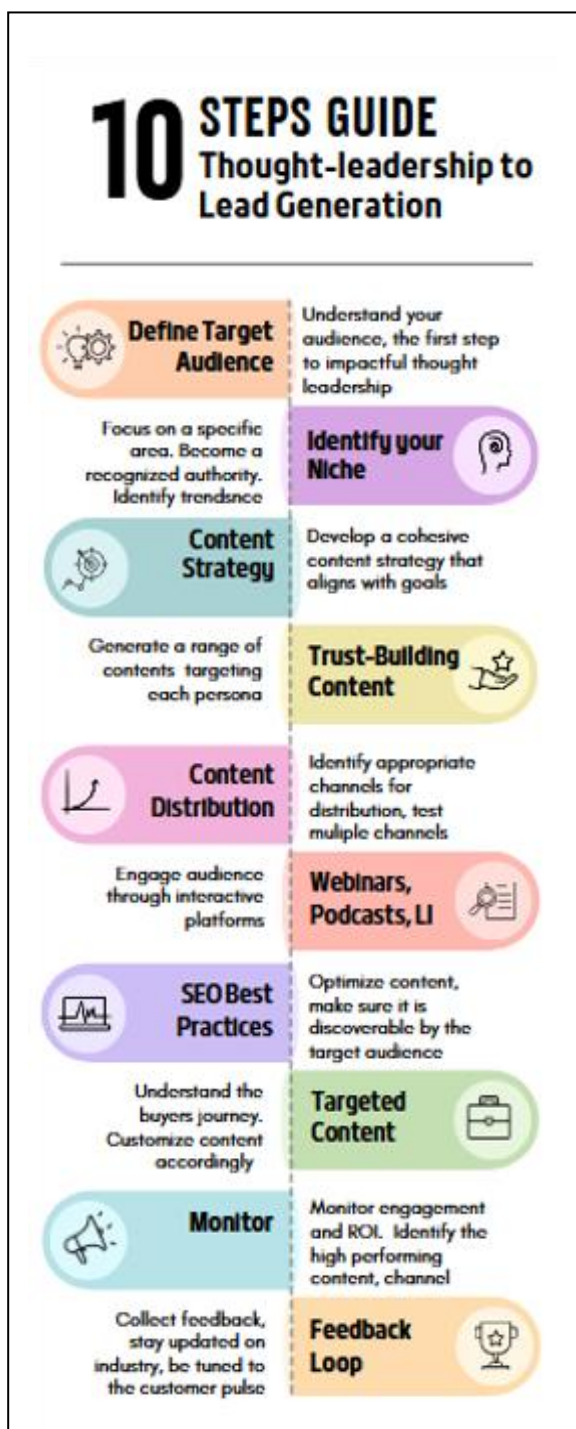 10
STEPS GUIDE
Thought-leadership to
Lead Generation
Define Target
Audience
Understand your
audience, the first step
to impactful thought
leadership
Focus on a specific
area. Become a
recognized authority.
Identify trendsnce
Identify your
Niche
Content
Strategy
Develop a cohesive
content strategy that
aligns with goals
Generate a range of
contents targeting
each persona
Trust-Building
Content
Content
Distribution
Identify appropriate
channels for
distribution, test
muliple channels
Engage audience
through interactive
platforms
Webinars,
Podcasts, LI
SEO Best
Practices
Optimize content,
make sure it is
discoverable by the
target audience
Understand the
buyers journey.
Customize content
accordingly
Targeted
Content
Monitor
Monitor engagement
and ROI. Identify the
high performing
content, channel
Collect feedback,
stay updated on
industry, be tuned to
the customer pulse
Feedback
Loop